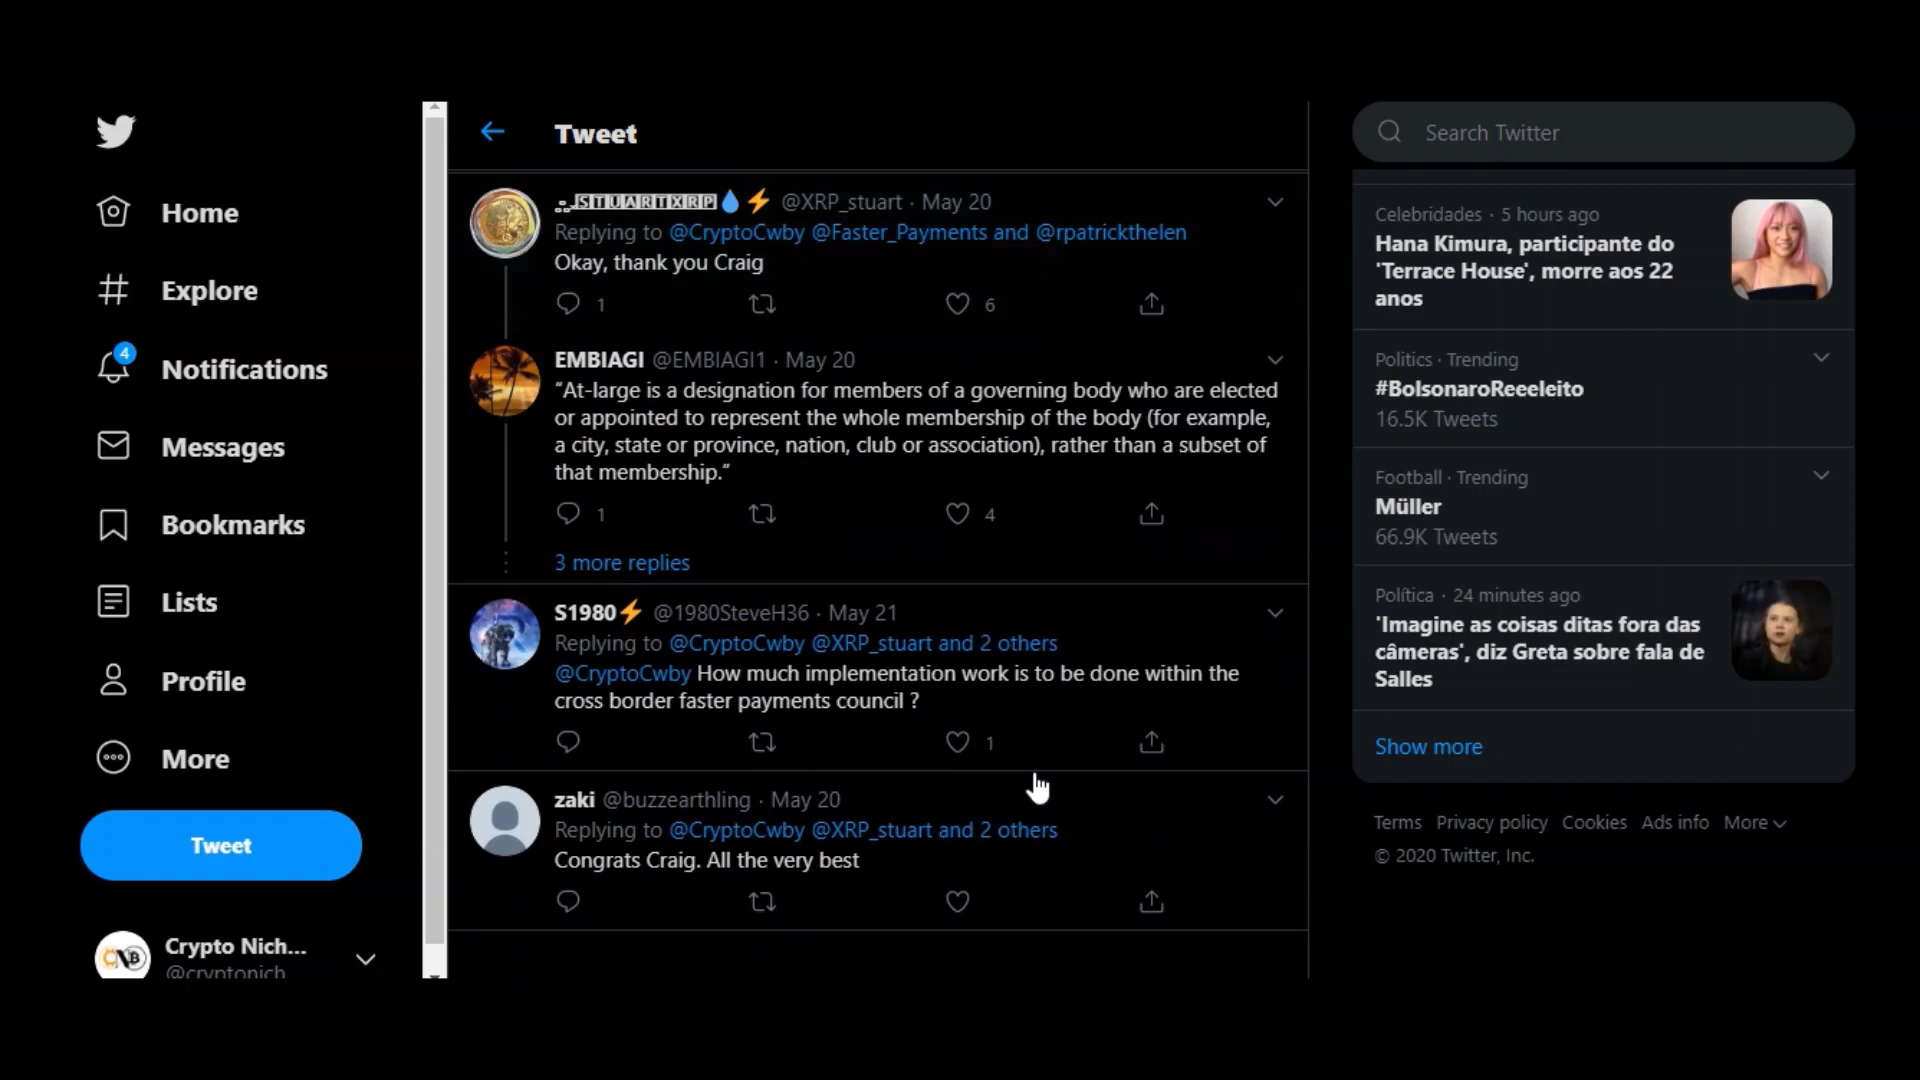 Home
Explore
4
Notifications
Messages
Bookmarks
Lists
Profile
More
Tweet
Crypto Nich...
@cryptonich
Tweet
STUARTXRP💧⚡ @XRP_stuart · May 20
Replying to @CryptoCwby @Faster_Payments and @rpatrickthelen
Okay, thank you Craig
1 6
EMBIAGI @EMBIAGI1 · May 20
“At-large is a designation for members of a governing body who are elected
or appointed to represent the whole membership of the body (for example,
a city, state or province, nation, club or association), rather than a subset of
that membership.”
1 4
3 more replies
S1980⚡ @1980SteveH36 · May 21
Replying to @CryptoCwby @XRP_stuart and 2 others
@CryptoCwby How much implementation work is to be done within the
cross border faster payments council ?
1
zaki @buzzearthling · May 20
Replying to @CryptoCwby @XRP_stuart and 2 others
Congrats Craig. All the very best
Search Twitter
Celebridades · 5 hours ago
Hana Kimura, participante do
'Terrace House', morre aos 22
anos
Politics · Trending
#BolsonaroReeeleito
16.5K Tweets
Football · Trending
Müller
66.9K Tweets
Política · 24 minutes ago
'Imagine as coisas ditas fora das
câmeras', diz Greta sobre fala de
Salles
Show more
Terms Privacy policy Cookies Ads info More
© 2020 Twitter, Inc.